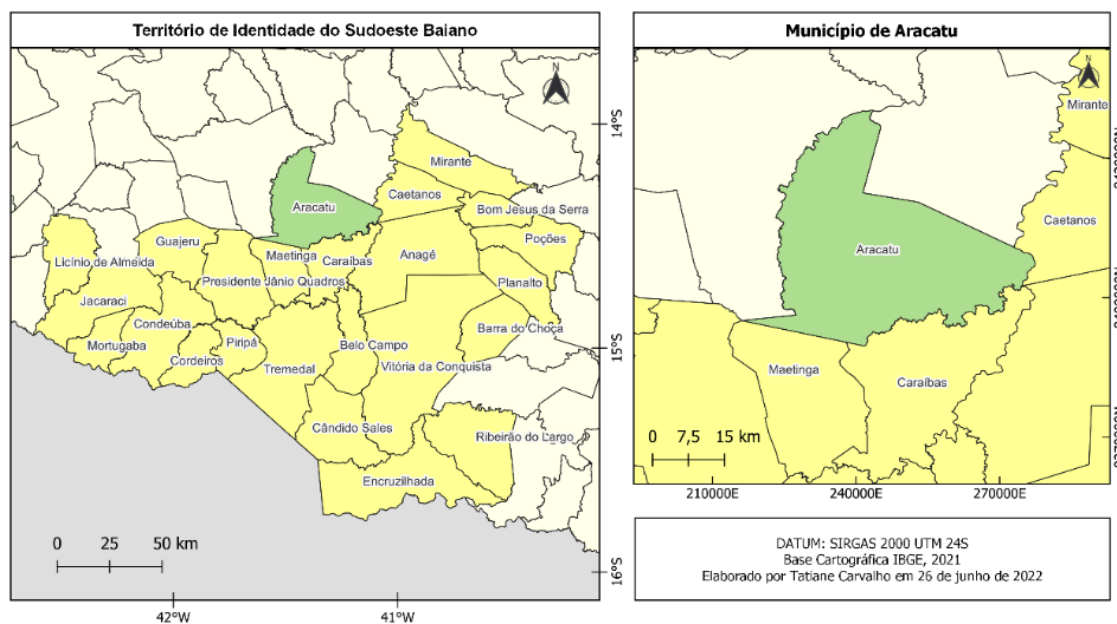 Território de Identidade do Sudoeste Baiano
N
Mirante
Caetanos
Aracatu
Bom Jesus da Serra
Guajeru
Poções
Maetinga
Anagé
Licínio de Almeida
Caraíbas
Presidente Jânio Quadros
Planalto
Jacaraci
Condeúba
Barra do Choça
Mortugaba
Piripá
Belo Campo
Cordeiros
Tremedal
Vitória da Conquista
Cândido Sales
Ribeirão do Largo
Encruzilhada
0 25 50 km
14°S
15°S
16°S
42°W 41°W
Município de Aracatu
N
Mirante
Caetanos
Aracatu
Maetinga
Caraíbas
0 7,5 15 km
210000E 240000E 270000E
DATUM: SIRGAS 2000 UTM 24S
Base Cartográfica IBGE, 2021
Elaborado por Tatiane Carvalho em 26 de junho de 2022